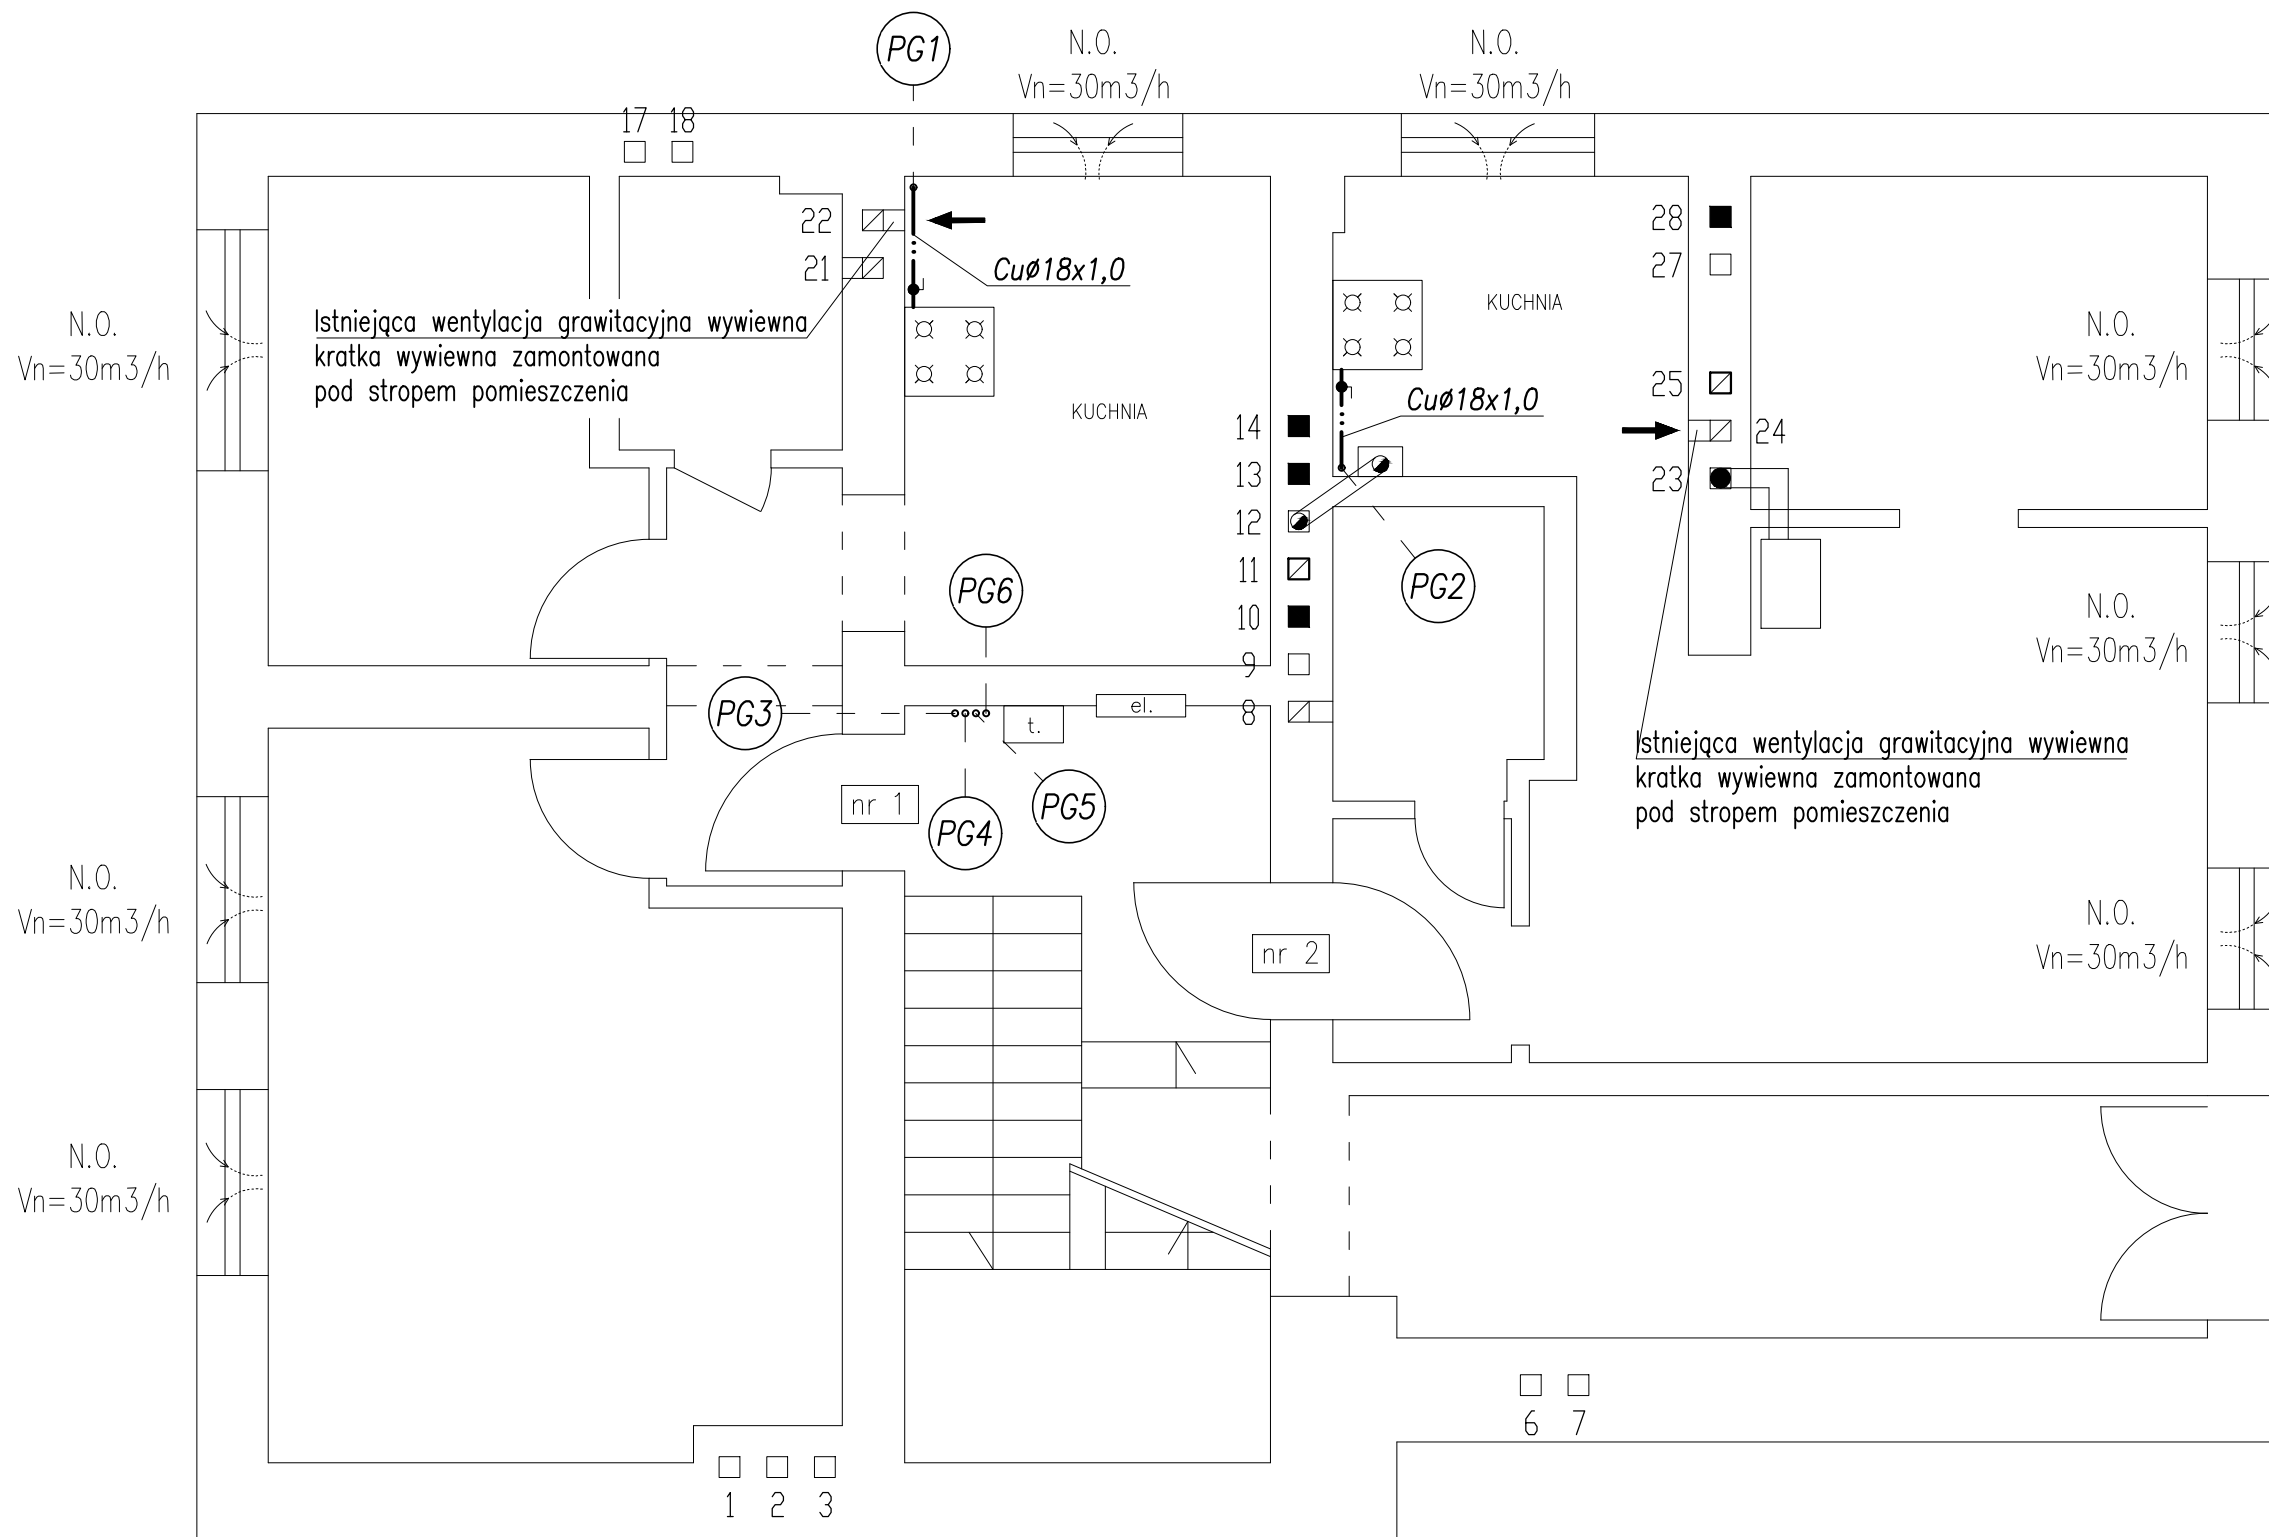 PG1
N.O.
Vn=30m3/h
N.O.
Vn=30m3/h
17 18
22
21
Cuø18x1,0
28
27
KUCHNIA
N.O.
Vn=30m3/h
Istniejąca wentylacja grawitacyjna wywiewna
kratka wywiewna zamontowana
pod stropem pomieszczenia
N.O.
Vn=30m3/h
25
Cuø18x1,0
KUCHNIA
14
24
13
23
12
11
PG6
PG2
10
N.O.
Vn=30m3/h
9
8
PG3
el.
t.
Istniejąca wentylacja grawitacyjna wywiewna
kratka wywiewna zamontowana
pod stropem pomieszczenia
nr 1
PG5
PG4
N.O.
Vn=30m3/h
N.O.
Vn=30m3/h
nr 2
N.O.
Vn=30m3/h
6 7
1 2 3